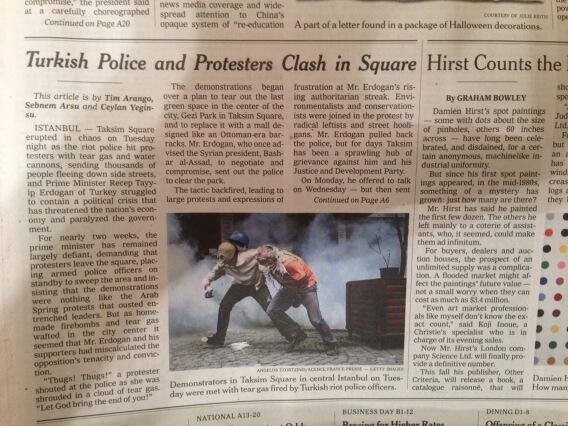 compromise," the president said
at a carefully choreographed
Continued on Page A20
news media coverage and wide-
spread attention to China's
opaque system of "re-education
COURTESY OF JULIE KEITH
A part of a letter found in a package of Halloween decorations.
Turkish Police and Protesters Clash in Square
This article is by Tim Arango,
Sebnem Arsu and Ceylan Yegin-
su.
ISTANBUL — Taksim Square
erupted in chaos on Tuesday
night as the riot police hit pro-
testers with tear gas and water
cannons, sending thousands of
people fleeing down side streets,
and Prime Minister Recep Tayy-
ip Erdogan of Turkey struggled
to contain a political crisis that
has threatened the nation's econo-
my and paralyzed the govern-
ment.
For nearly two weeks, the
prime minister has remained
largely defiant, demanding that
protesters leave the square, plac-
ing armed police officers on
standby to sweep the area and in-
sisting that the demonstrations
were nothing like the Arab
Spring protests that ousted en-
trenched leaders. But as home-
made firebombs and tear gas
wafted in the city center it
seemed that Mr. Erdogan and his
supporters had miscalculated the
opposition's tenacity and convic-
tion.
"Thugs! Thugs!" a protester
shouted at the police as she was
shrouded in a cloud of tear gas.
"Let God bring the end of you!"
The demonstrations began
over a plan to tear out the last
green space in the center of the
city, Gezi Park in Taksim Square,
and to replace it with a mall de-
signed like an Ottoman-era bar-
racks. Mr. Erdogan, who once ad-
vised the Syrian president, Bash-
ar al-Assad, to negotiate and
compromise, sent out the police
to clear the park.
The tactic backfired, leading to
large protests and expressions of
frustration at Mr. Erdogan's ris-
ing authoritarian streak. Envi-
ronmentalists and conservation-
ists were joined in the protest by
radical leftists and street hooli-
gans. Mr. Erdogan pulled back
the police, but for days Taksim
has been a sprawling hub of
grievance against him and his
Justice and Development Party.
On Monday, he offered to talk
on Wednesday — but then sent
Continued on Page A6
ANGELOS TZORTZINIS/AGENCE FRANCE-PRESSE — GETTY IMAGES
Demonstrators in Taksim Square in central Istanbul on Tues-
day were met with tear gas fired by Turkish riot police officers.
Hirst Counts the
By GRAHAM BOWLEY
Damien Hirst's spot paintings
— some with dots about the size
of pinholes, others 60 inches
across — have long been cele-
brated, and disdained, for a cer-
tain anonymous, machinelike in-
dustrial uniformity.
But since his first spot paint-
ings appeared, in the mid-1980s,
something of a mystery has
grown: just how many are there?
Mr. Hirst has said he painted
the first few dozen. The others he
left mainly to a coterie of assist-
ants, who, it seemed, could make
them ad infinitum.
For buyers, dealers and auc-
tion houses, the prospect of an
unlimited supply was a complica-
tion. A flooded market might af-
fect the paintings' future value —
not a small worry when they can
cost as much as $3.4 million.
"Even art market profession-
als like myself don't know the ex-
act count," said Koji Inoue, a
Christie's specialist who is in
charge of its evening sales.
Now Mr. Hirst's London com-
pany Science Ltd. will finally pro-
vide a definitive number.
This fall his publisher, Other
Criteria, will release a book, a
catalogue raisonné, that will
Damien H
How man
NATIONAL A13-20
BUSINESS DAY B1-12
Bracing for Higher Rates
DINING D1-8